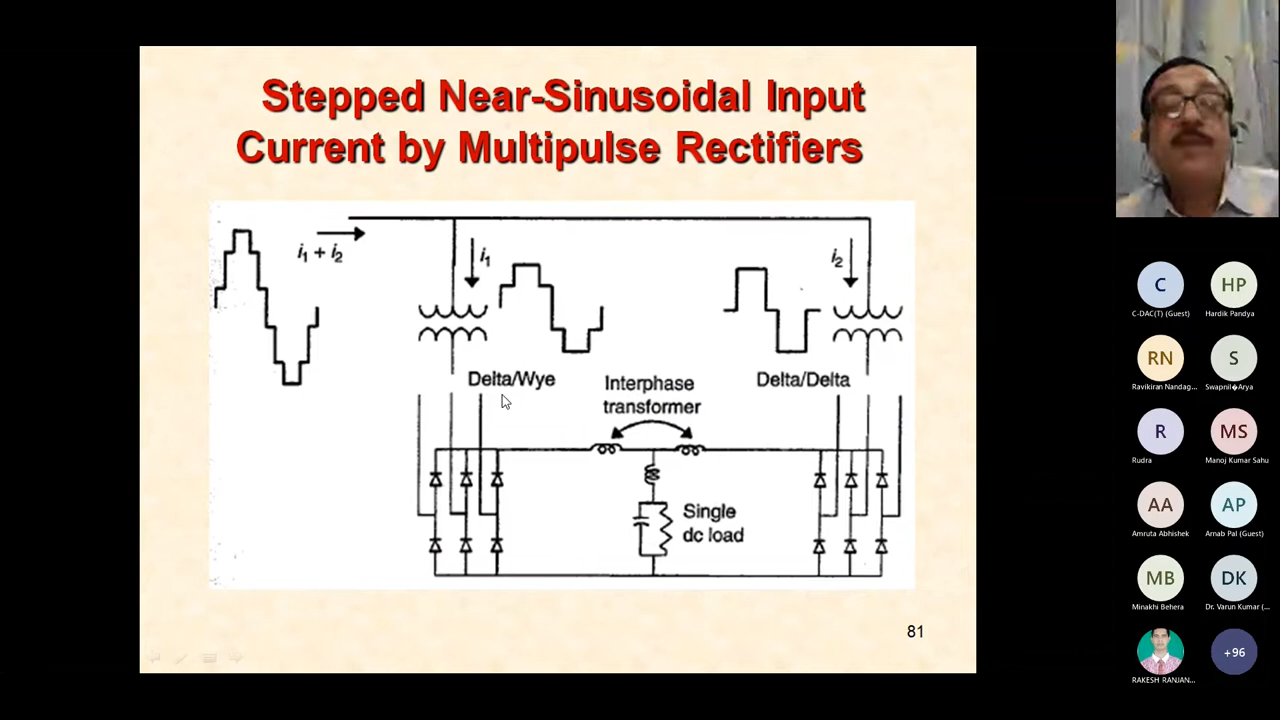 Stepped Near-Sinusoidal Input
Current by Multipulse Rectifiers
i1 + i2
i1
i2
Delta/Wye
Interphase
transformer
Delta/Delta
Single
dc load
81
C
C-DAC(T) (Guest)
HP
Hardik Pandya
RN
Ravikiran Nandag...
S
Swapnil�Arya
R
Rudra
MS
Manoj Kumar Sahu
AA
Amruta Abhishek
AP
Arnab Pal (Guest)
MB
Minakhi Behera
DK
Dr. Varun Kumar (...
RAKESH RANJAN...
+96